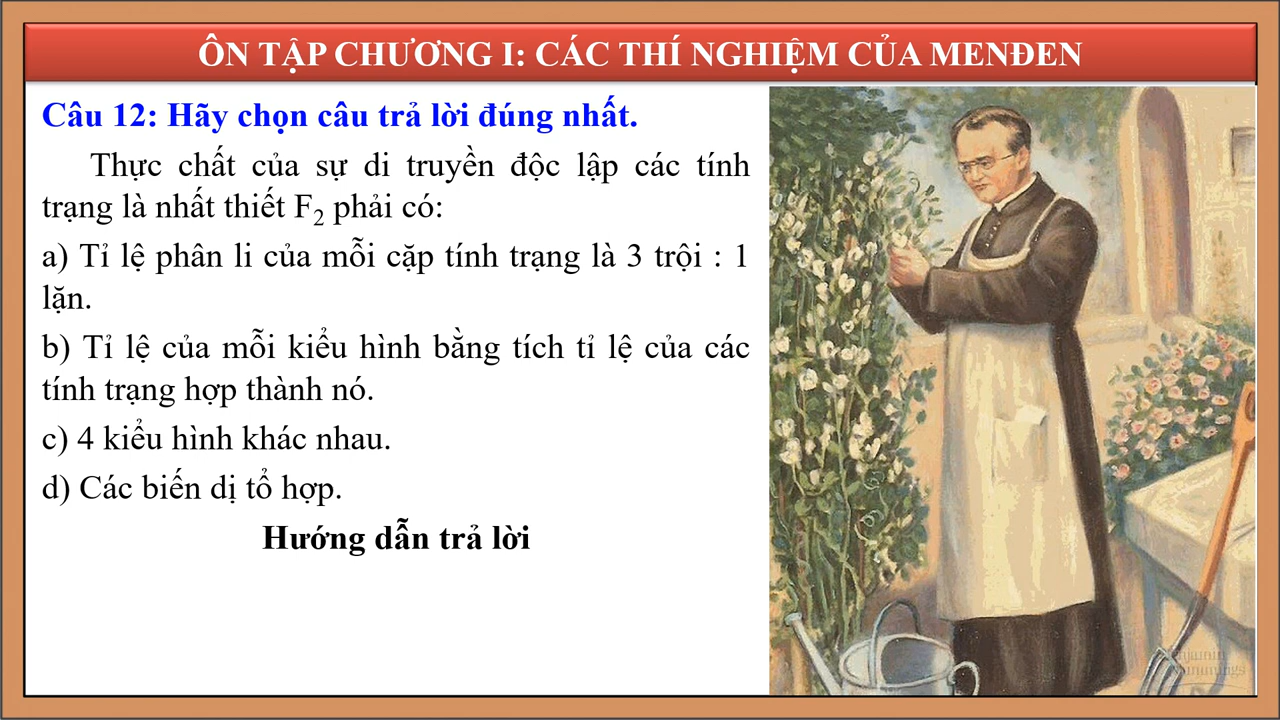 ÔN TẬP CHƯƠNG I: CÁC THÍ NGHIỆM CỦA MENĐEN
Câu 12: Hãy chọn câu trả lời đúng nhất.
Thực chất của sự di truyền độc lập các tính
trạng là nhất thiết F₂ phải có:
a) Tỉ lệ phân li của mỗi cặp tính trạng là 3 trội : 1
lặn.
b) Tỉ lệ của mỗi kiểu hình bằng tích tỉ lệ của các
tính trạng hợp thành nó.
c) 4 kiểu hình khác nhau.
d) Các biến dị tổ hợp.
Hướng dẫn trả lời